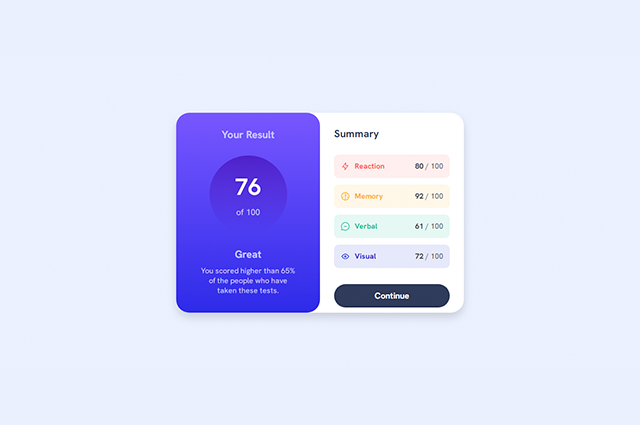 Your Result
76
of 100
Great
You scored higher than 65%
of the people who have
taken these tests.
Summary
Reaction 80 / 100
Memory 92 / 100
Verbal 61 / 100
Visual 72 / 100
Continue